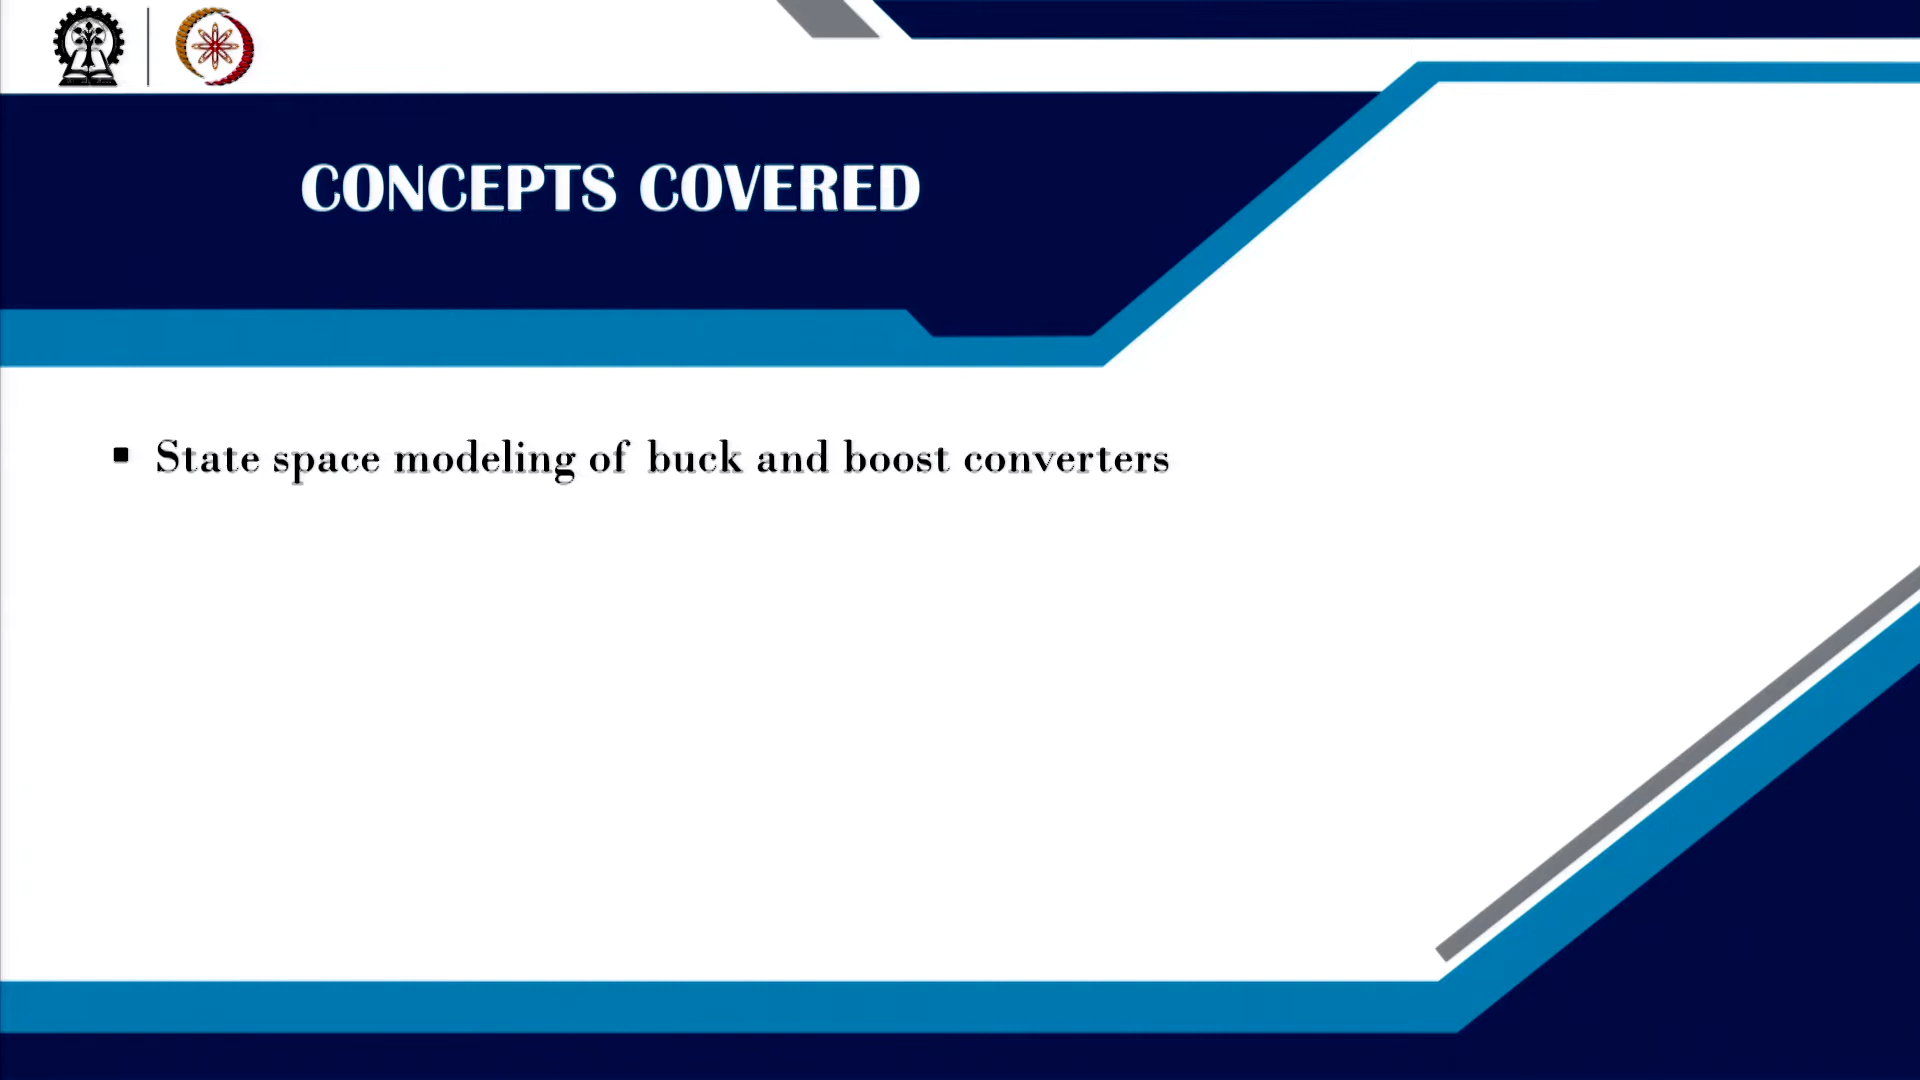 CONCEPTS COVERED
▪ State space modeling of buck and boost converters